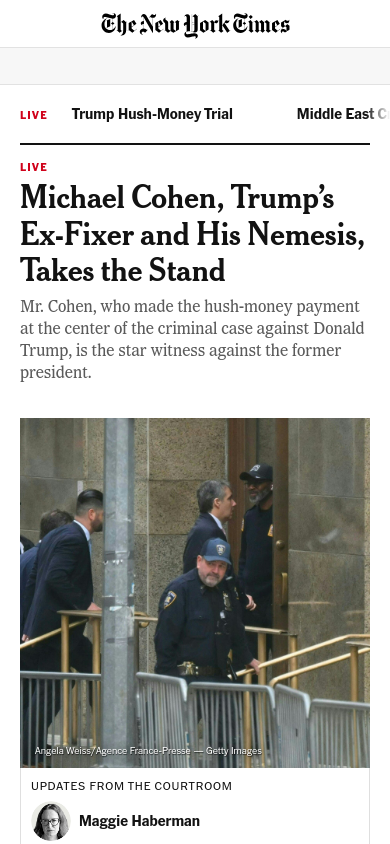 The New York Times
LIVE Trump Hush-Money Trial Middle East C
LIVE
Michael Cohen, Trump’s
Ex-Fixer and His Nemesis,
Takes the Stand
Mr. Cohen, who made the hush-money payment
at the center of the criminal case against Donald
Trump, is the star witness against the former
president.
Angela Weiss/Agence France-Presse — Getty Images
UPDATES FROM THE COURTROOM
Maggie Haberman